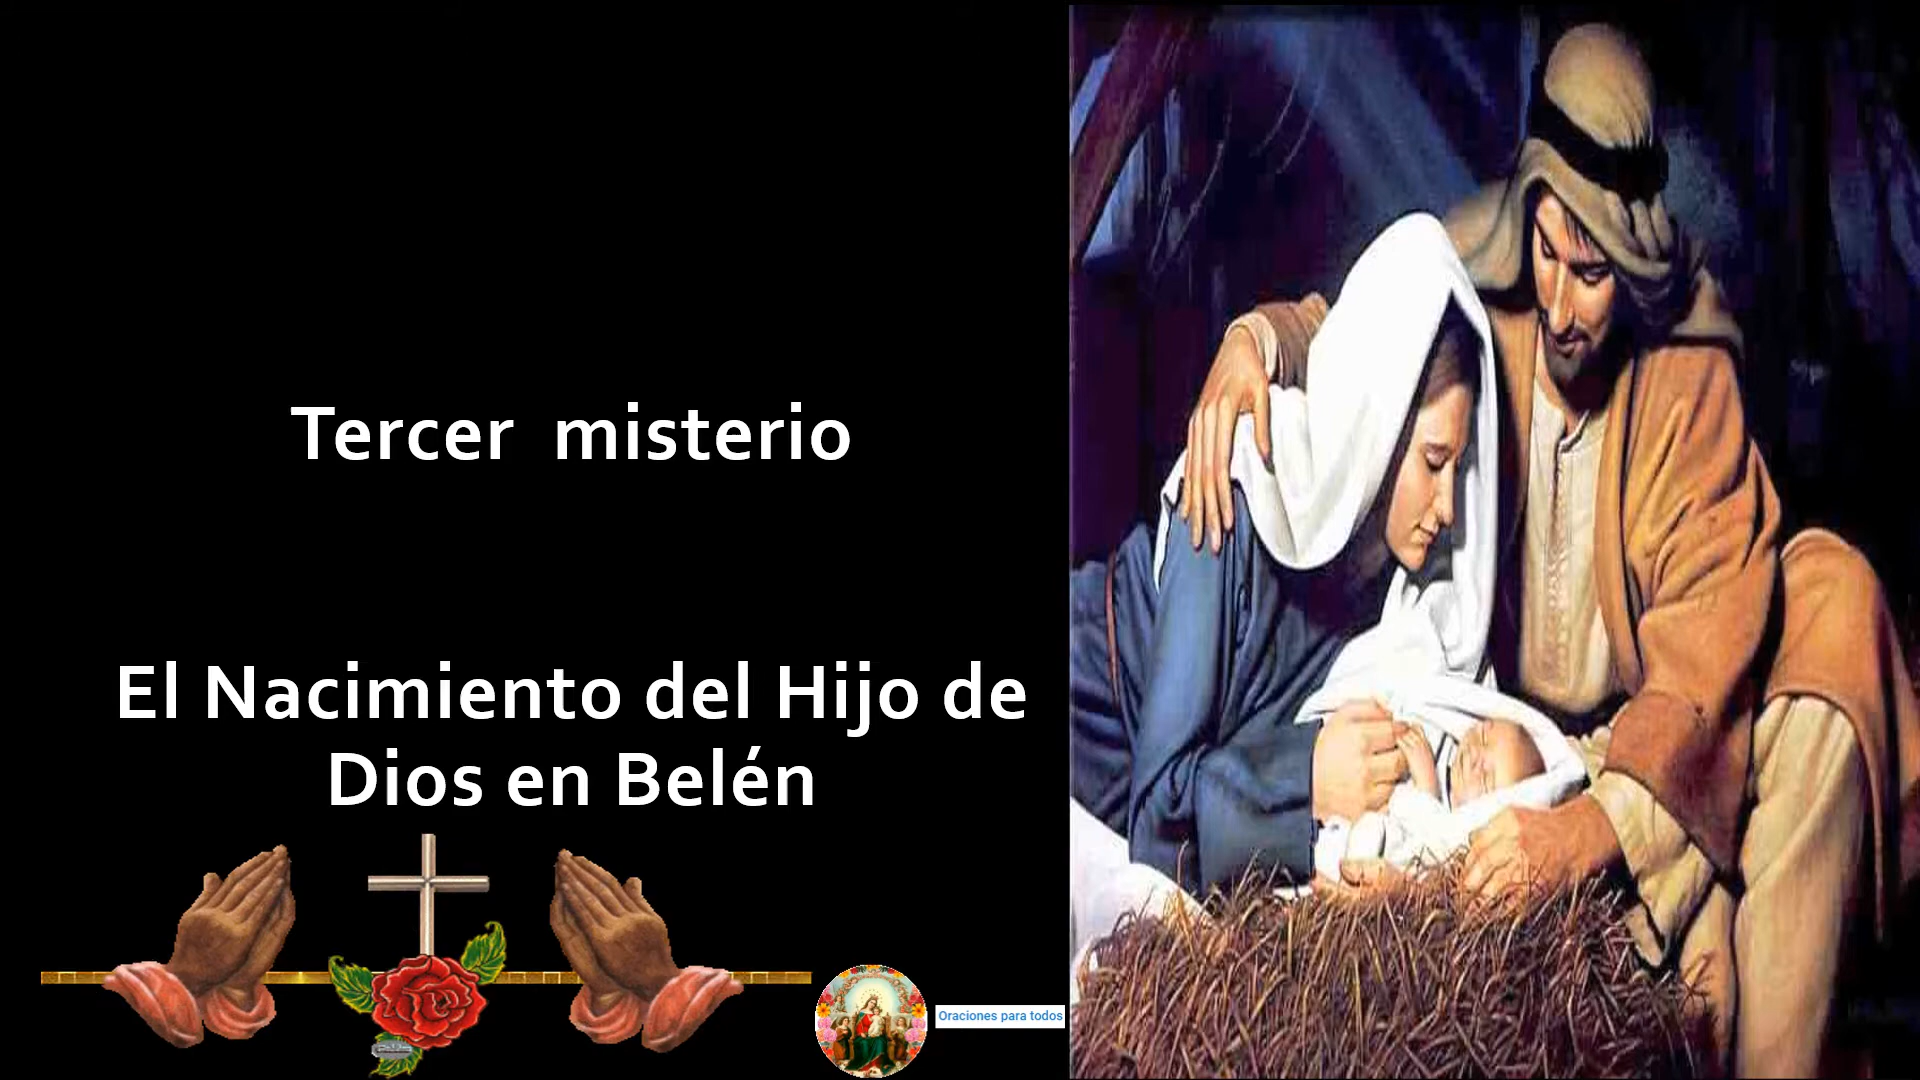 Tercer misterio
El Nacimiento del Hijo de
Dios en Belén
Oraciones para todos